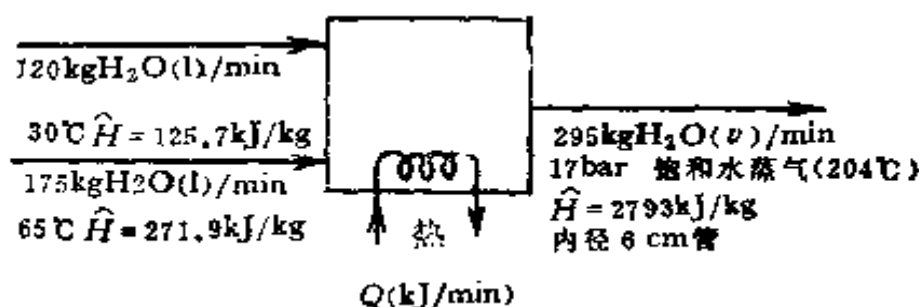 120kgH₂O(l)/min
30℃ Ĥ=125.7kJ/kg
175kgH2O(l)/min
65℃ Ĥ=271.9kJ/kg
热
Q(kJ/min)
295kgH₂O(v)/min
17bar 饱和水蒸气(204℃)
Ĥ=2793kJ/kg
内径 6 cm管